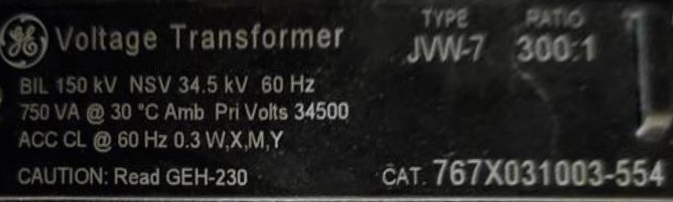 GE Voltage Transformer
TYPE RATIO
JVW-7 300:1
BIL 150 kV NSV 34.5 kV 60 Hz
750 VA @ 30 °C Amb Pri Volts 34500
ACC CL @ 60 Hz 0.3 W,X,M,Y
CAUTION: Read GEH-230
CAT. 767X031003-554